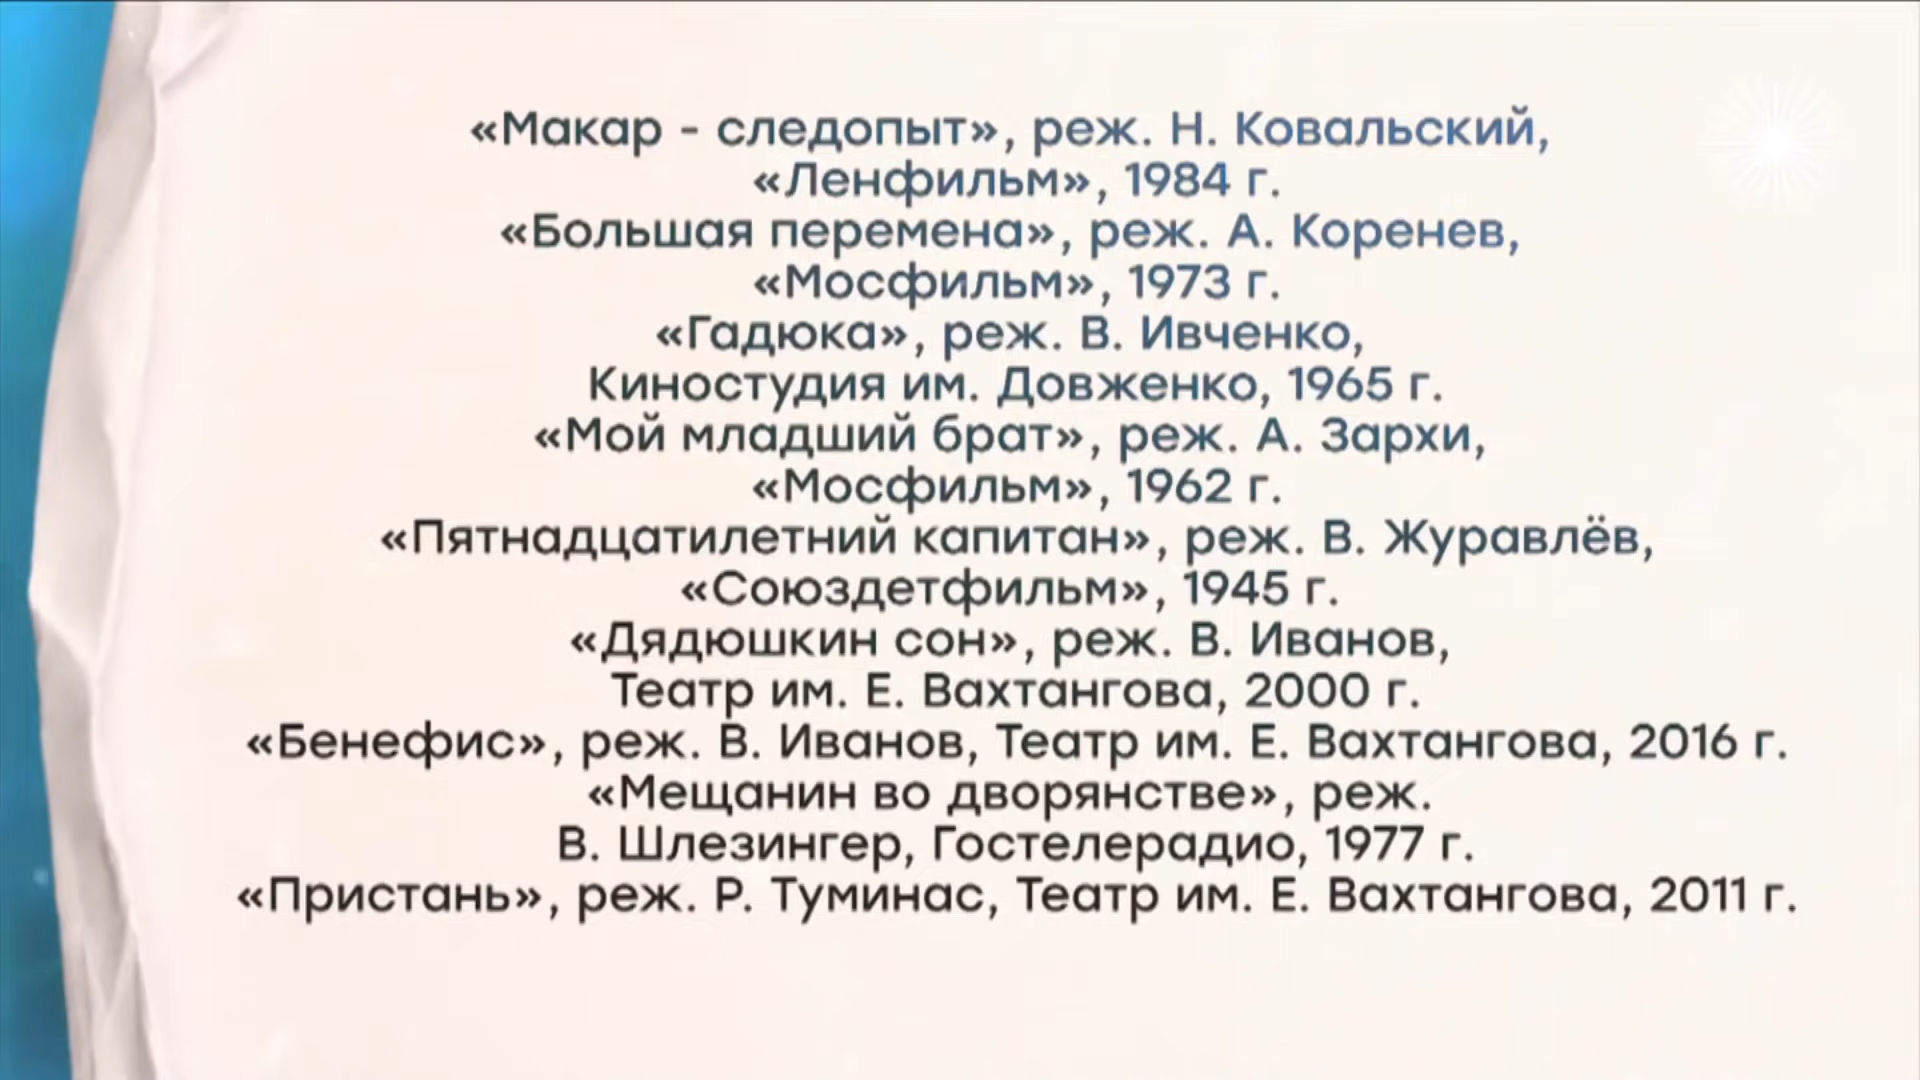 «Макар - следопыт», реж. Н. Ковальский,
«Ленфильм», 1984 г.
«Большая перемена», реж. А. Коренев,
«Мосфильм», 1973 г.
«Гадюка», реж. В. Ивченко,
Киностудия им. Довженко, 1965 г.
«Мой младший брат», реж. А. Зархи,
«Мосфильм», 1962 г.
«Пятнадцатилетний капитан», реж. В. Журавлёв,
«Союздетфильм», 1945 г.
«Дядюшкин сон», реж. В. Иванов,
Театр им. Е. Вахтангова, 2000 г.
«Бенефис», реж. В. Иванов, Театр им. Е. Вахтангова, 2016 г.
«Мещанин во дворянстве», реж.
В. Шлезингер, Гостелерадио, 1977 г.
«Пристань», реж. Р. Туминас, Театр им. Е. Вахтангова, 2011 г.